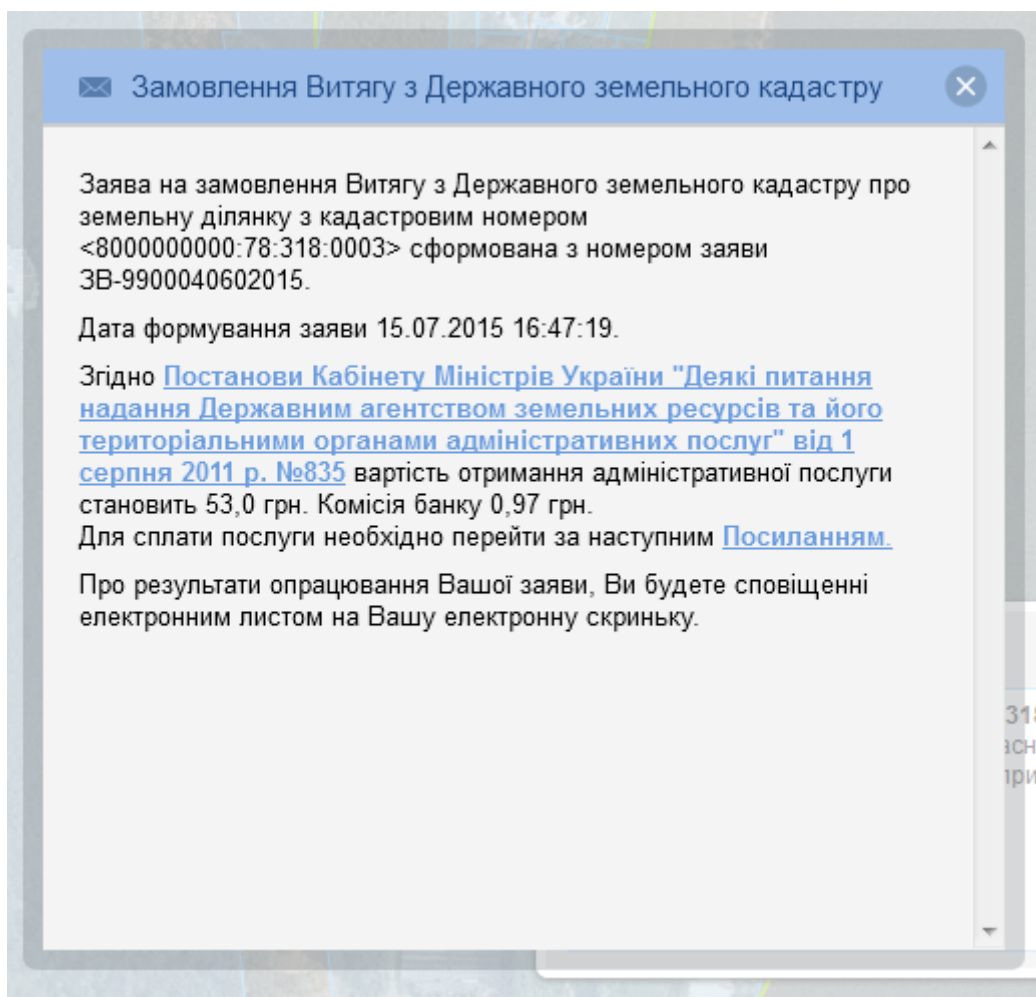 Замовлення Витягу з Державного земельного кадастру
Заява на замовлення Витягу з Державного земельного кадастру про
земельну ділянку з кадастровим номером
<8000000000:78:318:0003> сформована з номером заяви
ЗВ-9900040602015.
Дата формування заяви 15.07.2015 16:47:19.
Згідно Постанови Кабінету Міністрів України "Деякі питання
надання Державним агентством земельних ресурсів та його
територіальними органами адміністративних послуг" від 1
серпня 2011 р. №835 вартість отримання адміністративної послуги
становить 53,0 грн. Комісія банку 0,97 грн.
Для сплати послуги необхідно перейти за наступним Посиланням.
Про результати опрацювання Вашої заяви, Ви будете сповіщенні
електронним листом на Вашу електронну скриньку.